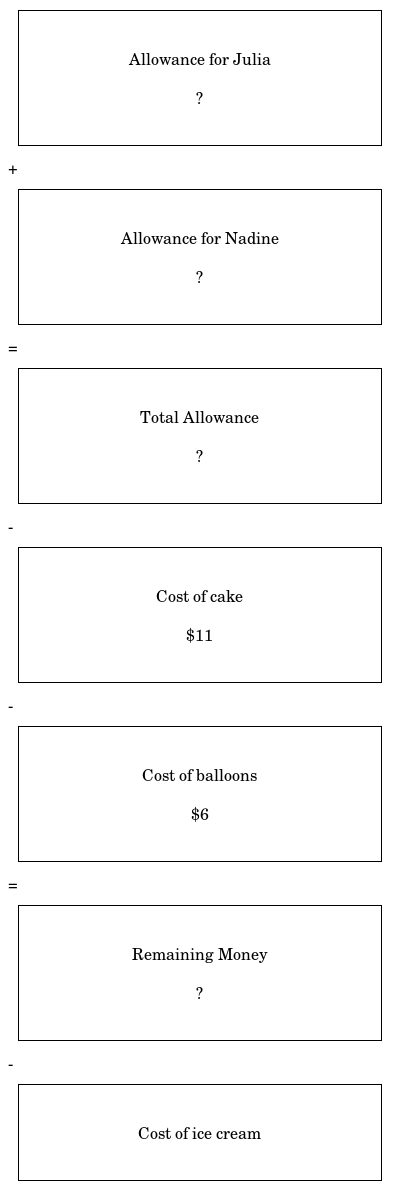 Allowance for Julia
?
+
Allowance for Nadine
?
=
Total Allowance
?
-
Cost of cake
$11
-
Cost of balloons
$6
=
Remaining Money
?
-
Cost of ice cream